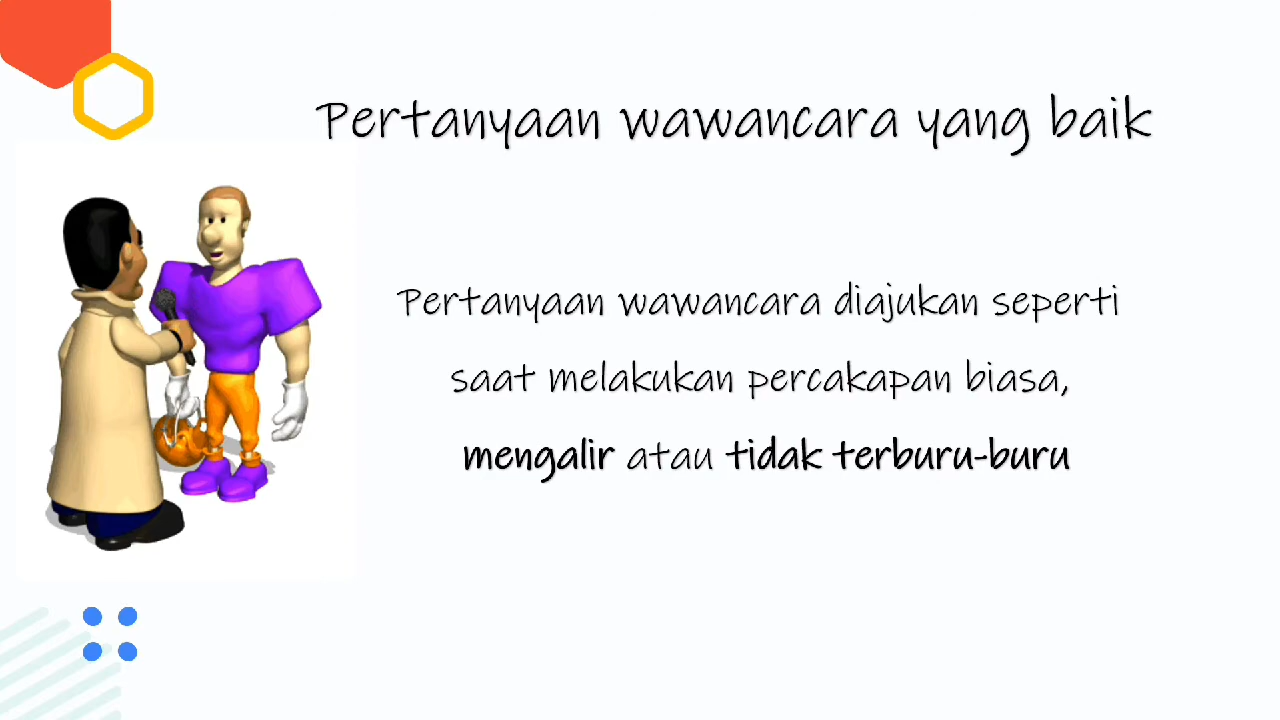 Pertanyaan wawancara yang baik
Pertanyaan wawancara diajukan seperti
saat melakukan percakapan biasa,
mengalir atau tidak terburu-buru